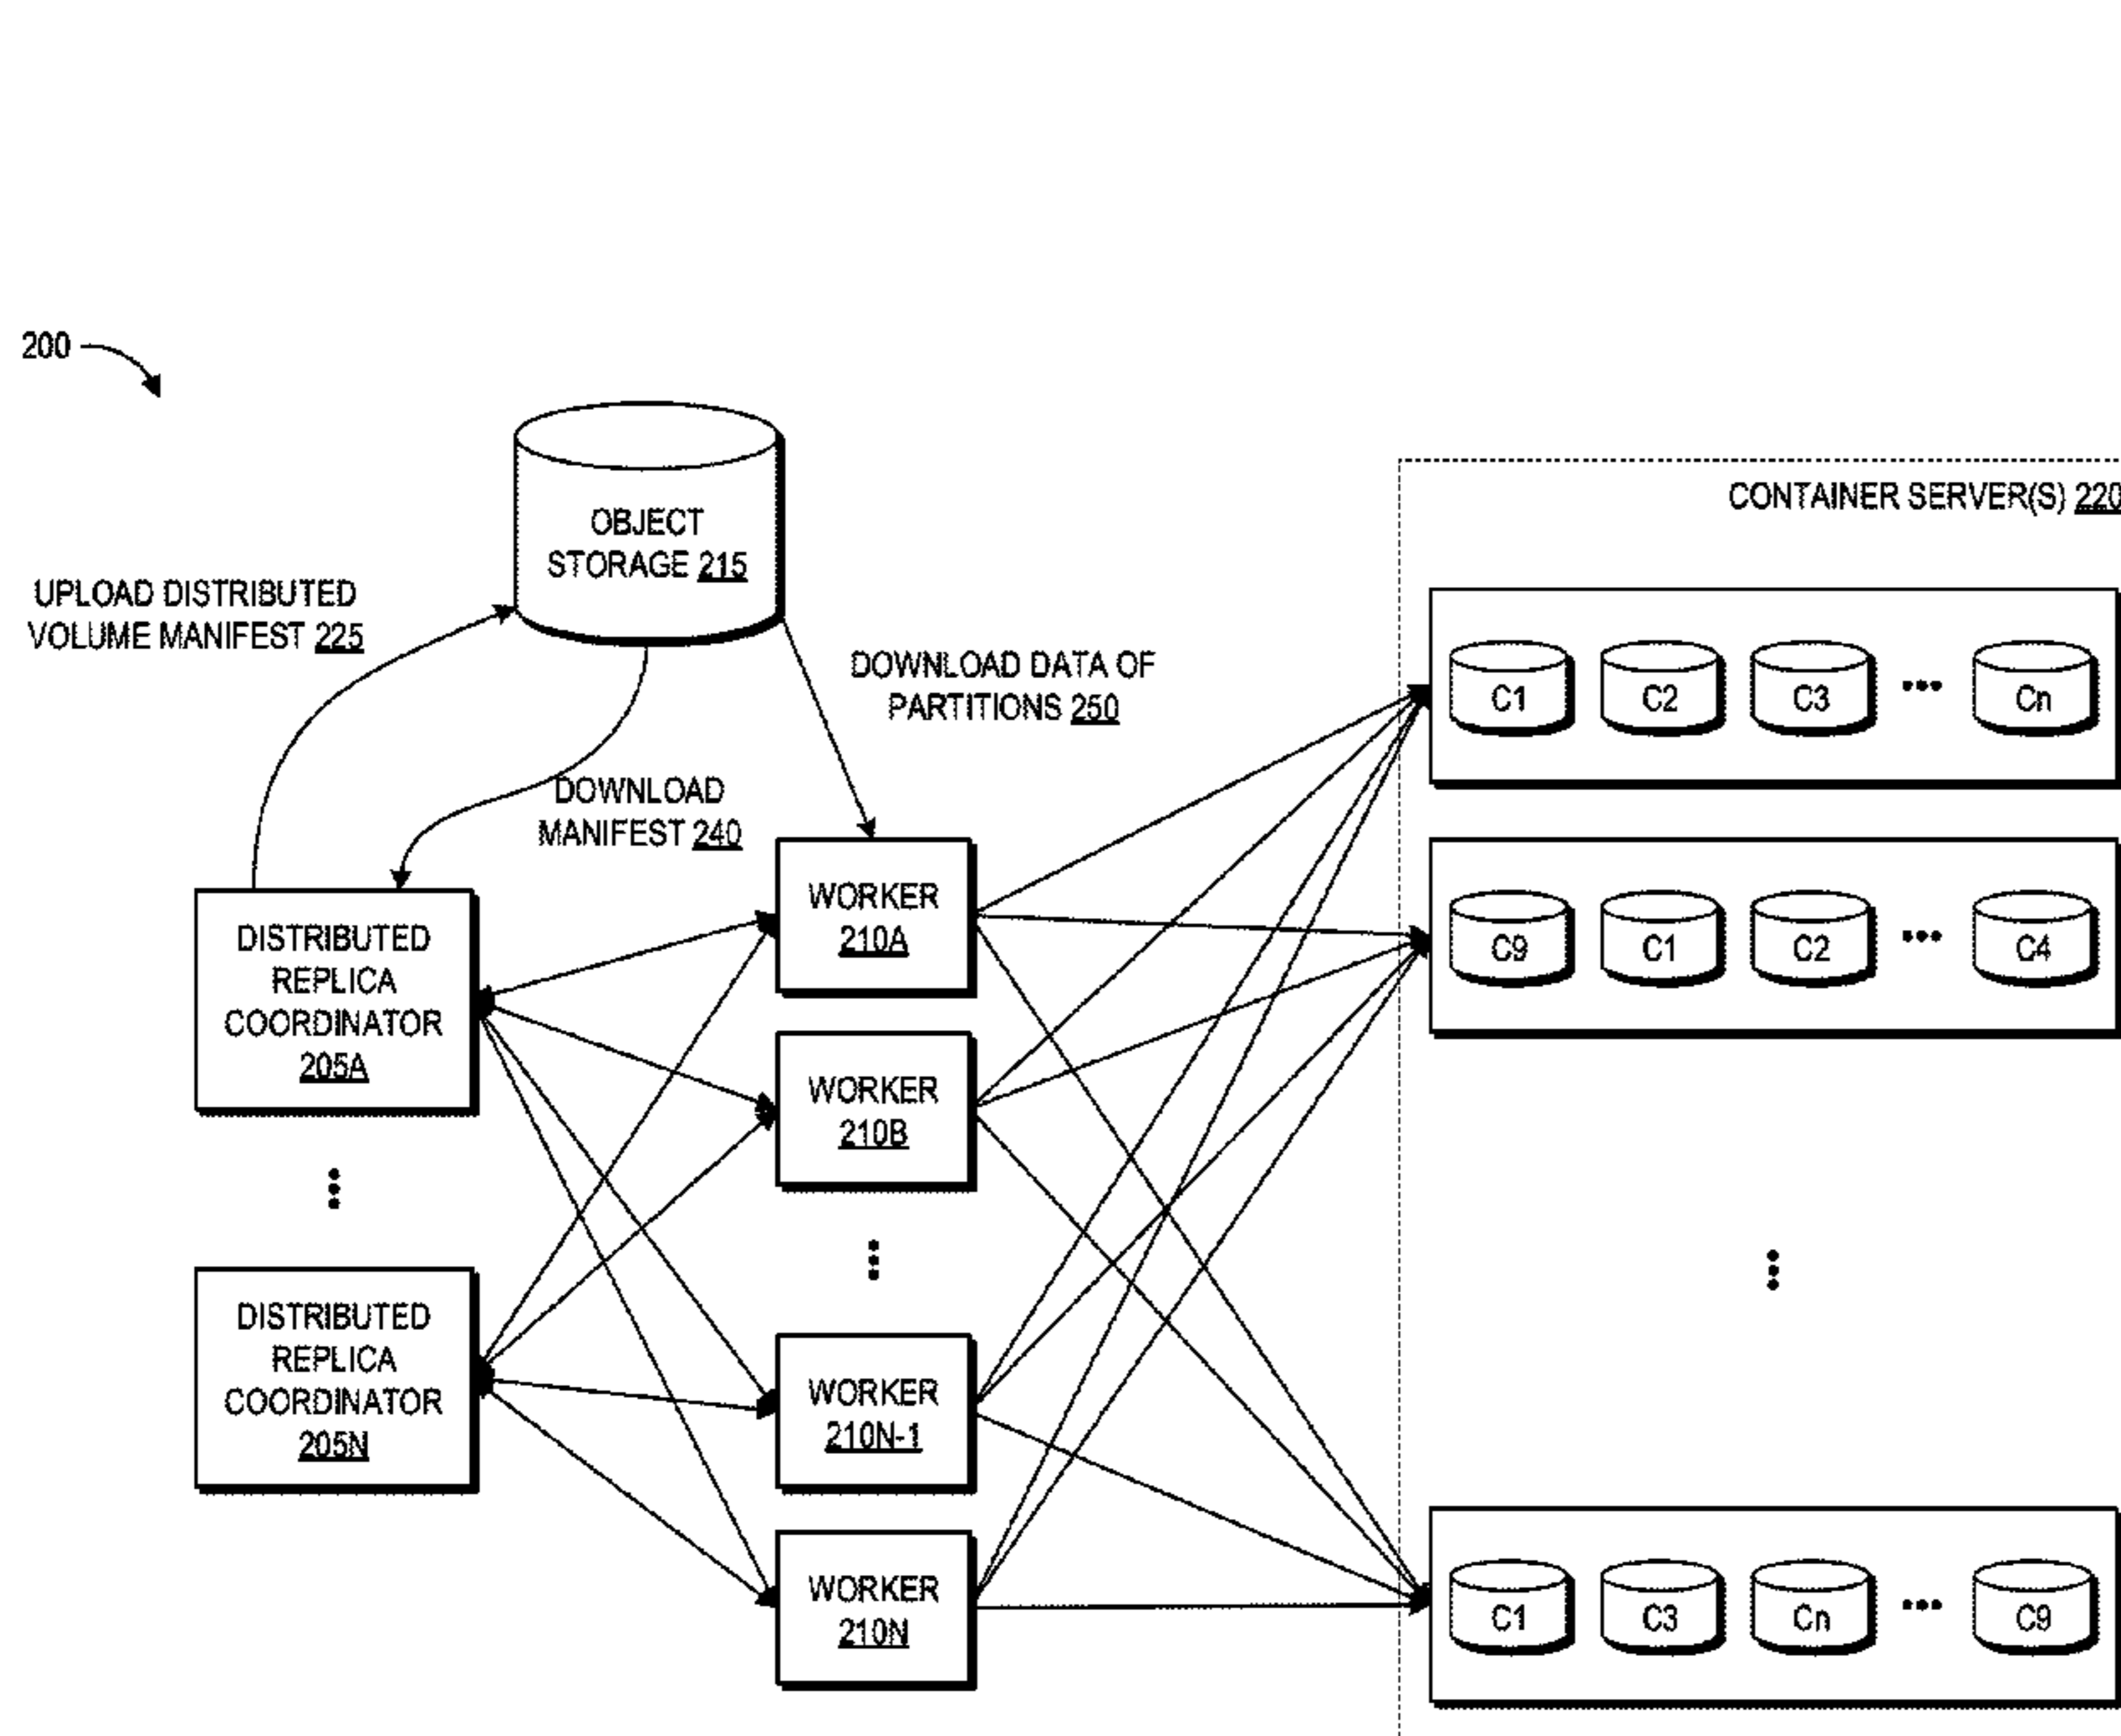 200
OBJECT
STORAGE 215
CONTAINER SERVER(S) 220
UPLOAD DISTRIBUTED
VOLUME MANIFEST 225
DOWNLOAD DATA OF
PARTITIONS 250
C1 C2 C3 ••• Cn
DOWNLOAD
MANIFEST 240
WORKER
210A
DISTRIBUTED
REPLICA
COORDINATOR
205A
C9 C1 C2 ••• C4
WORKER
210B
DISTRIBUTED
REPLICA
COORDINATOR
205N
WORKER
210N-1
WORKER
210N
C1 C3 Cn ••• C9